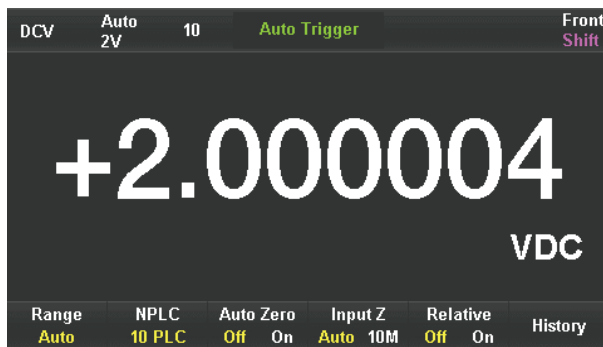 DCV Auto 10 Auto Trigger Front
2V Shift
+2.000004
VDC
Range NPLC Auto Zero Input Z Relative History
Auto 10 PLC Off On Auto 10M Off On